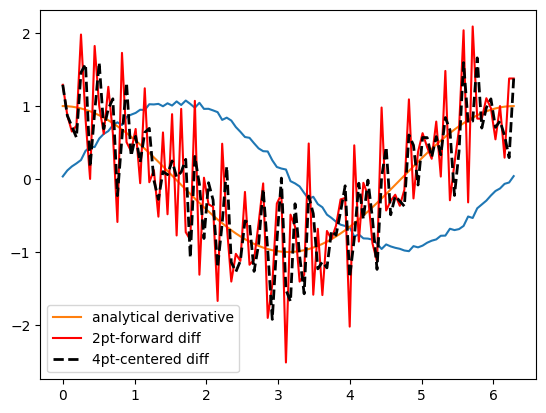 2
1
0
−1
−2
analytical derivative
2pt-forward diff
4pt-centered diff
0 1 2 3 4 5 6